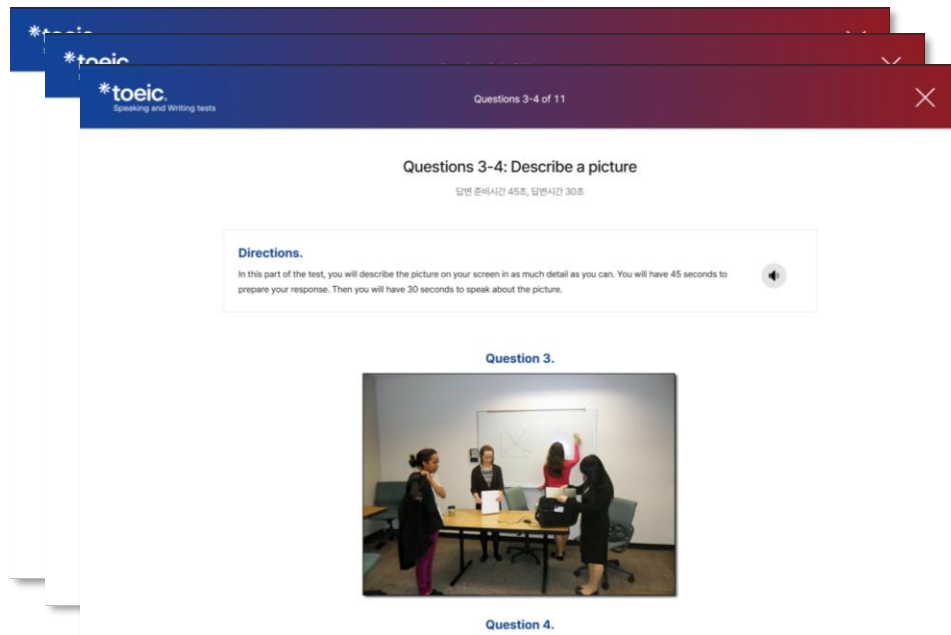 *toeic
*toeic
*toeic.
Speaking and Writing tests
Questions 3-4 of 11
Questions 3-4: Describe a picture
답변 준비시간 45초, 답변시간 30초
Directions.
In this part of the test, you will describe the picture on your screen in as much detail as you can. You will have 45 seconds to
prepare your response. Then you will have 30 seconds to speak about the picture.
Question 3.
Question 4.